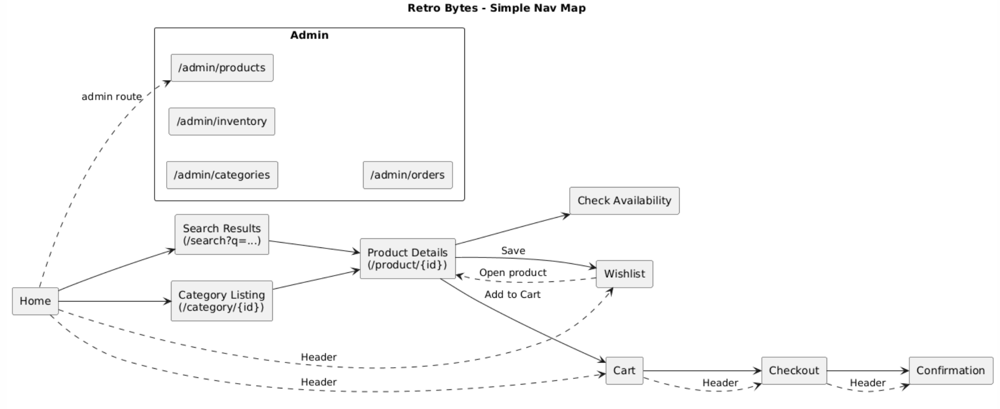 Retro Bytes - Simple Nav Map
Admin
/admin/products
admin route
/admin/inventory
/admin/categories
/admin/orders
Check Availability
Search Results
(/search?q=...)
Product Details
(/product/{id})
Save
Open product
Wishlist
Add to Cart
Home
Category Listing
(/category/{id})
Header
Header
Cart
Header
Checkout
Header
Confirmation